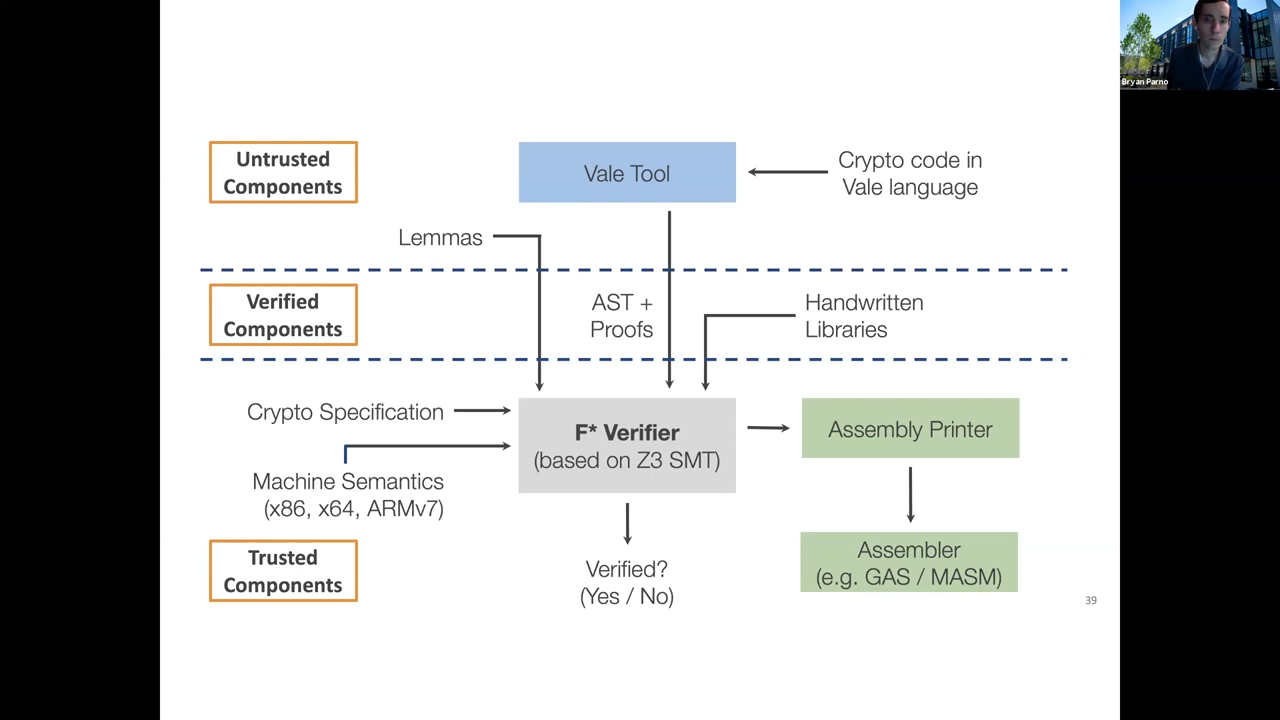 Bryan Parno
Untrusted
Components
Vale Tool
Crypto code in
Vale language
Lemmas
Verified
Components
AST +
Proofs
Handwritten
Libraries
Crypto Specification
F* Verifier
(based on Z3 SMT)
Assembly Printer
Machine Semantics
(x86, x64, ARMv7)
Trusted
Components
Verified?
(Yes / No)
Assembler
(e.g. GAS / MASM)
39